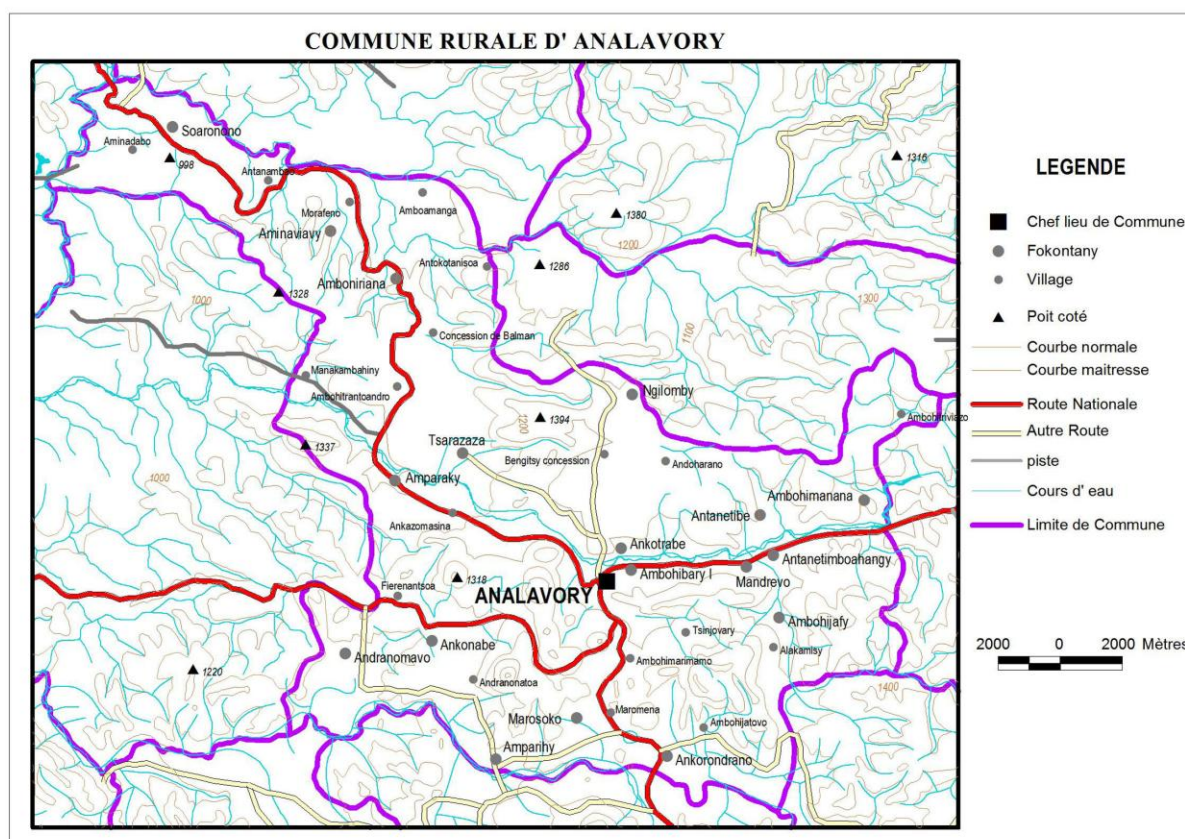 COMMUNE RURALE D' ANALAVORY
Soaronono
Aminadabo
998
Antanambao
Morafeno
Amboamanga
Aminaviavy
1316
1380
1200
Antokotanisoa
1286
Amboniriana
1328
1000
1300
1100
Concession de Balman
Manakambahiny
Ambohitrantoandro
Ngilomby
1200
1394
Ambohitriviazo
Tsarazaza
1337
Bengitsy concession
Andoharano
1000
Amparaky
Ambohimanana
Antanetibe
Ankazomasina
Ankotrabe
Antanetimboahangy
Ambohibary I
Mandrevo
1318
ANALAVORY
Fierenantsoa
Ambohijafy
Tsinjovary
Ankonabe
Andranomavo
Ambohimarimamo
Alakamisy
1220
Andranonatoa
1400
Marosoko
Maromena
Ambohijatovo
Amparihy
Ankorondrano
LEGENDE
Chef lieu de Commune
Fokontany
Village
Poit coté
Courbe normale
Courbe maitresse
Route Nationale
Autre Route
piste
Cours d' eau
Limite de Commune
2000 0 2000 Mètres